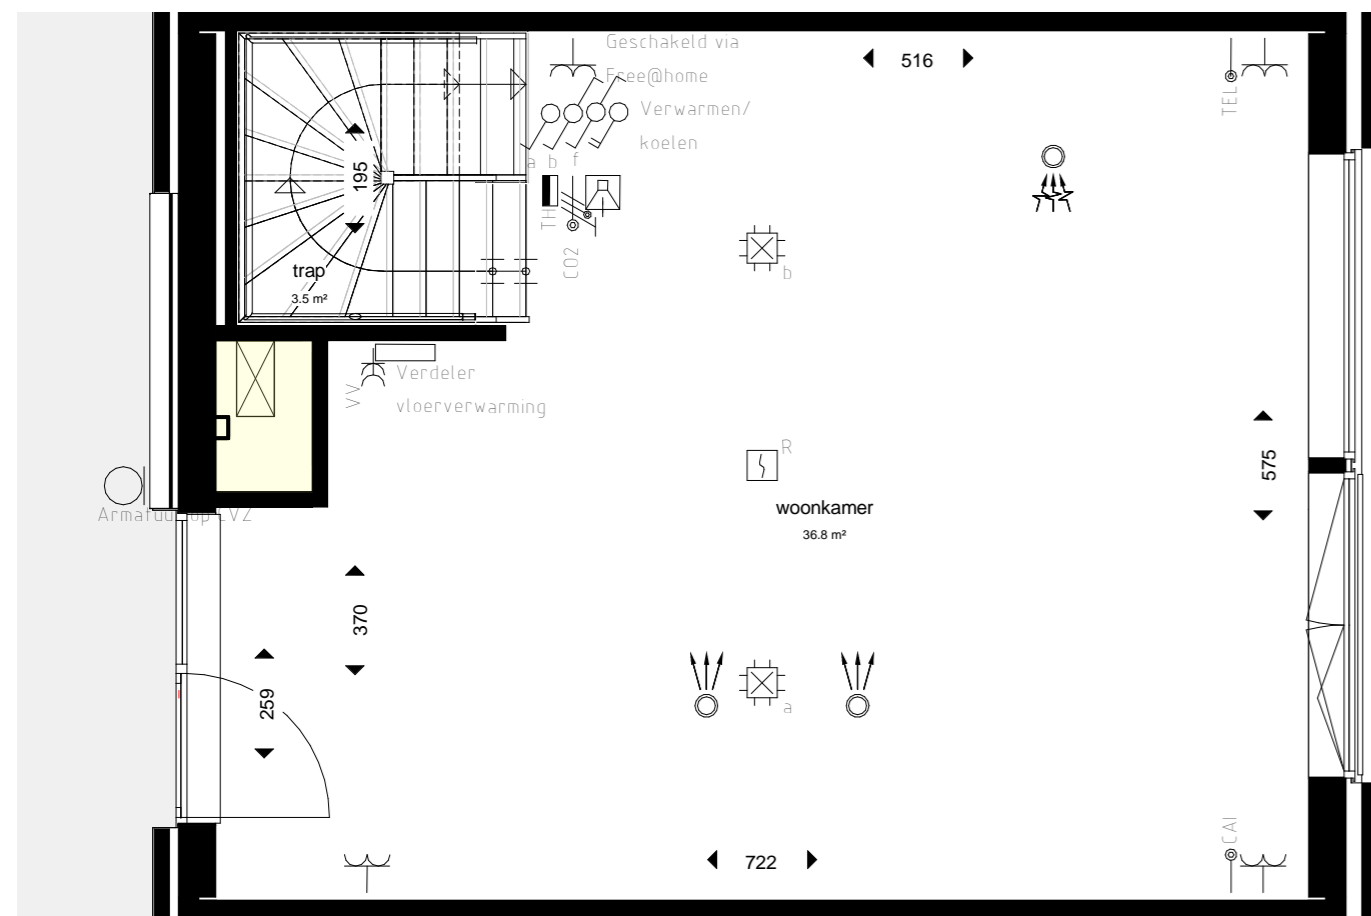 Geschakeld via
Free@home
516
Verwarmen/
koelen
TEL
a b f
195
TH
CO2
trap
3.5 m²
b
Verdeler
vloerverwarming
VV
R
575
woonkamer
36.8 m²
370
259
a
722
CAI